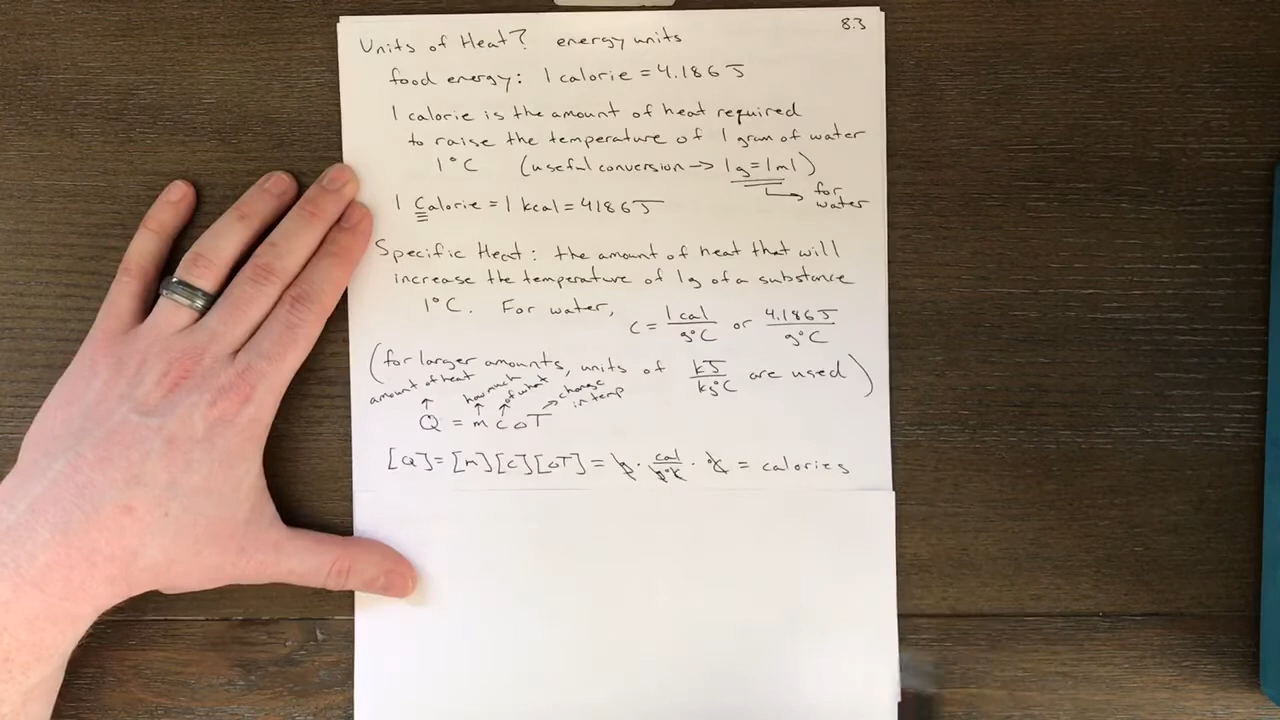 8.3
Units of Heat? energy units
food energy: 1 calorie = 4.186 J
1 calorie is the amount of heat required
to raise the temperature of 1 gram of water
1°C (useful conversion → 1g = 1ml)
for
water
1 Calorie = 1 kcal = 4186 J
Specific Heat: the amount of heat that will
increase the temperature of 1g of a substance
1°C. For water,
c = 1 cal / g°C or 4.186 J / g°C
(for larger amounts, units of kJ / kg°C are used)
amount of heat how much of what change in temp
Q = m c △T
[Q] = [m][c][△T] = g · cal / g°C · °C = calories